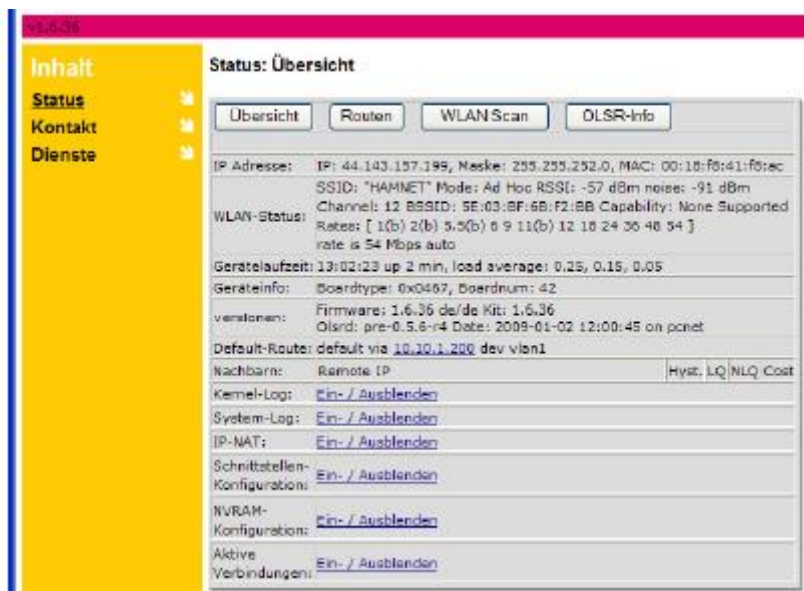 v1.6.36
Inhalt
Status
Kontakt
Dienste
Status: Übersicht
Übersicht Routen WLAN Scan OLSR-Info
IP Adresse: IP: 44.143.157.199, Maske: 255.255.252.0, MAC: 00:18:f8:41:f8:ac
WLAN-Status: SSID: "HAMNET" Mode: Ad Hoc RSSI: -57 dBm noise: -91 dBm
Channel: 12 BSSID: 5E:03:BF:6B:F2:BB Capability: None Supported
Rates: [ 1(b) 2(b) 5.5(b) 6 9 11(b) 12 18 24 36 48 54 ]
rate is 54 Mbps auto
Gerätelaufzeit: 13:02:23 up 2 min, load average: 0.25, 0.15, 0.05
Geräteinfo: Boardtype: 0x0467, Boardnum: 42
versionen: Firmware: 1.6.36 de/de Kit: 1.6.36
Olsrd: pre-0.5.6-r4 Date: 2009-01-02 12:00:45 on pcnet
Default-Route: default via 10.10.1.200 dev vlan1
Nachbarn: Remote IP Hyst. LQ NLQ Cost
Kernel-Log: Ein- / Ausblenden
System-Log: Ein- / Ausblenden
IP-NAT: Ein- / Ausblenden
Schnittstellen-
Konfiguration: Ein- / Ausblenden
NVRAM-
Konfiguration: Ein- / Ausblenden
Aktive
Verbindungen: Ein- / Ausblenden